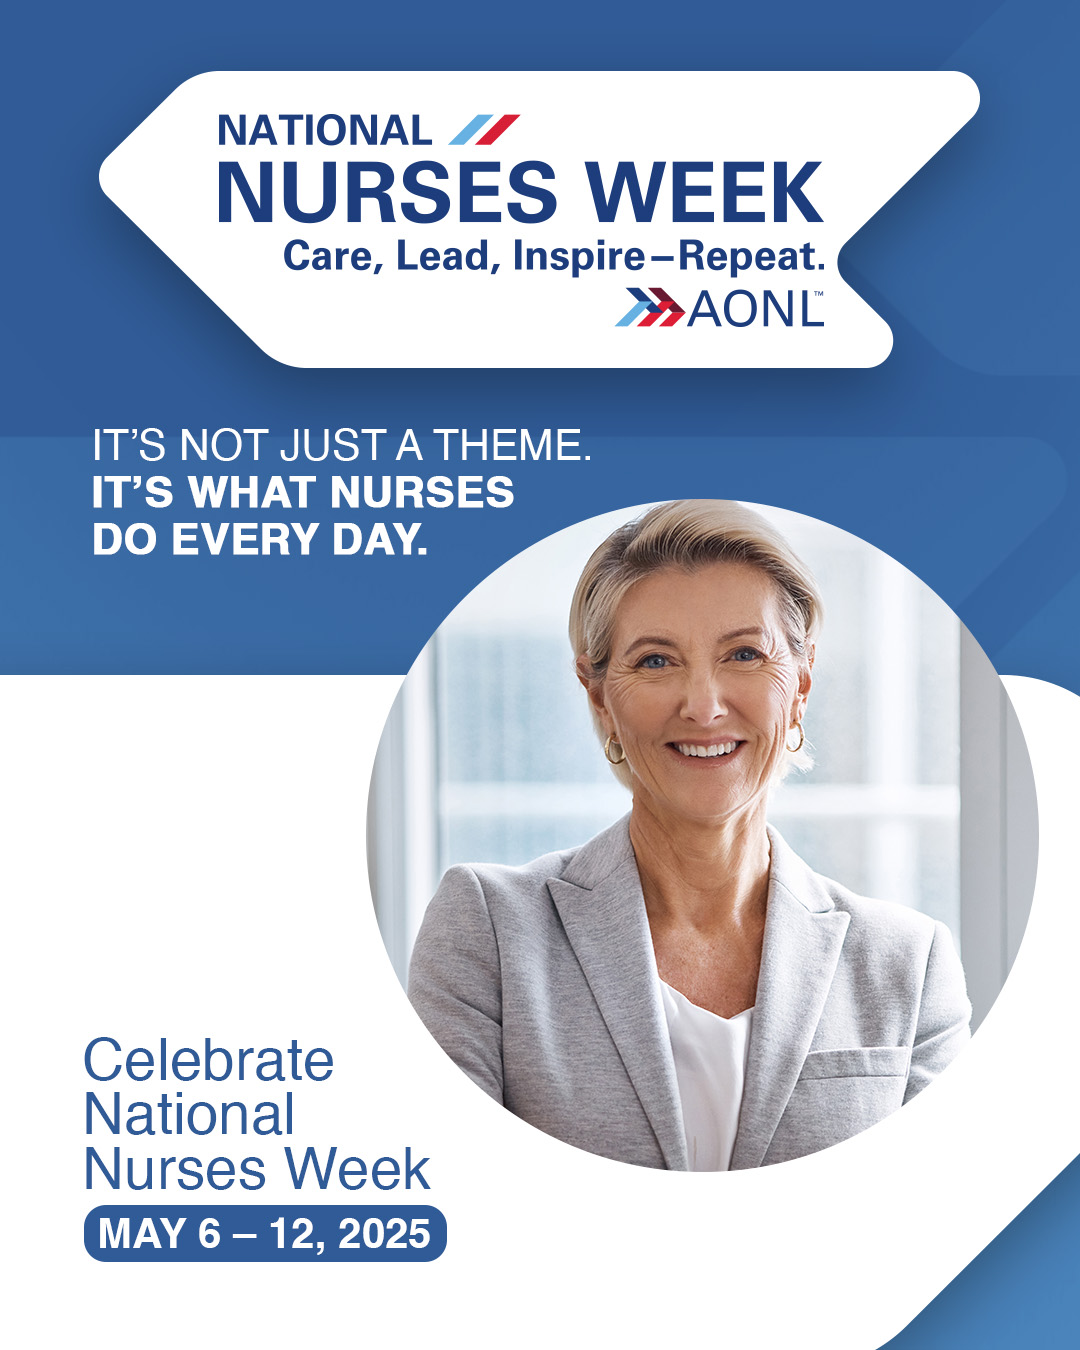 NATIONAL
NURSES WEEK
Care, Lead, Inspire–Repeat.
AONL™
IT'S NOT JUST A THEME.
IT'S WHAT NURSES
DO EVERY DAY.
Celebrate
National
Nurses Week
MAY 6 – 12, 2025